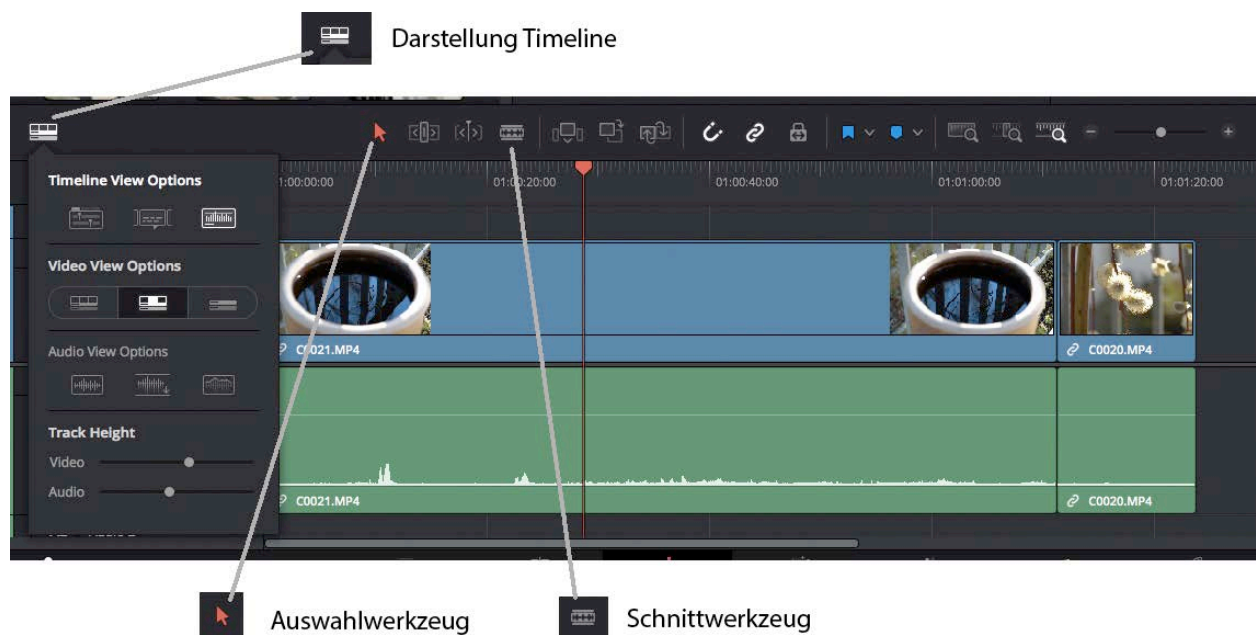 Darstellung Timeline
Timeline View Options
Video View Options
Audio View Options
Track Height
Video
Audio
1:00:00:00
01:00:20:00
01:00:40:00
01:01:00:00
01:01:20:00
C0021.MP4
C0020.MP4
C0021.MP4
C0020.MP4
Auswahlwerkzeug
Schnittwerkzeug